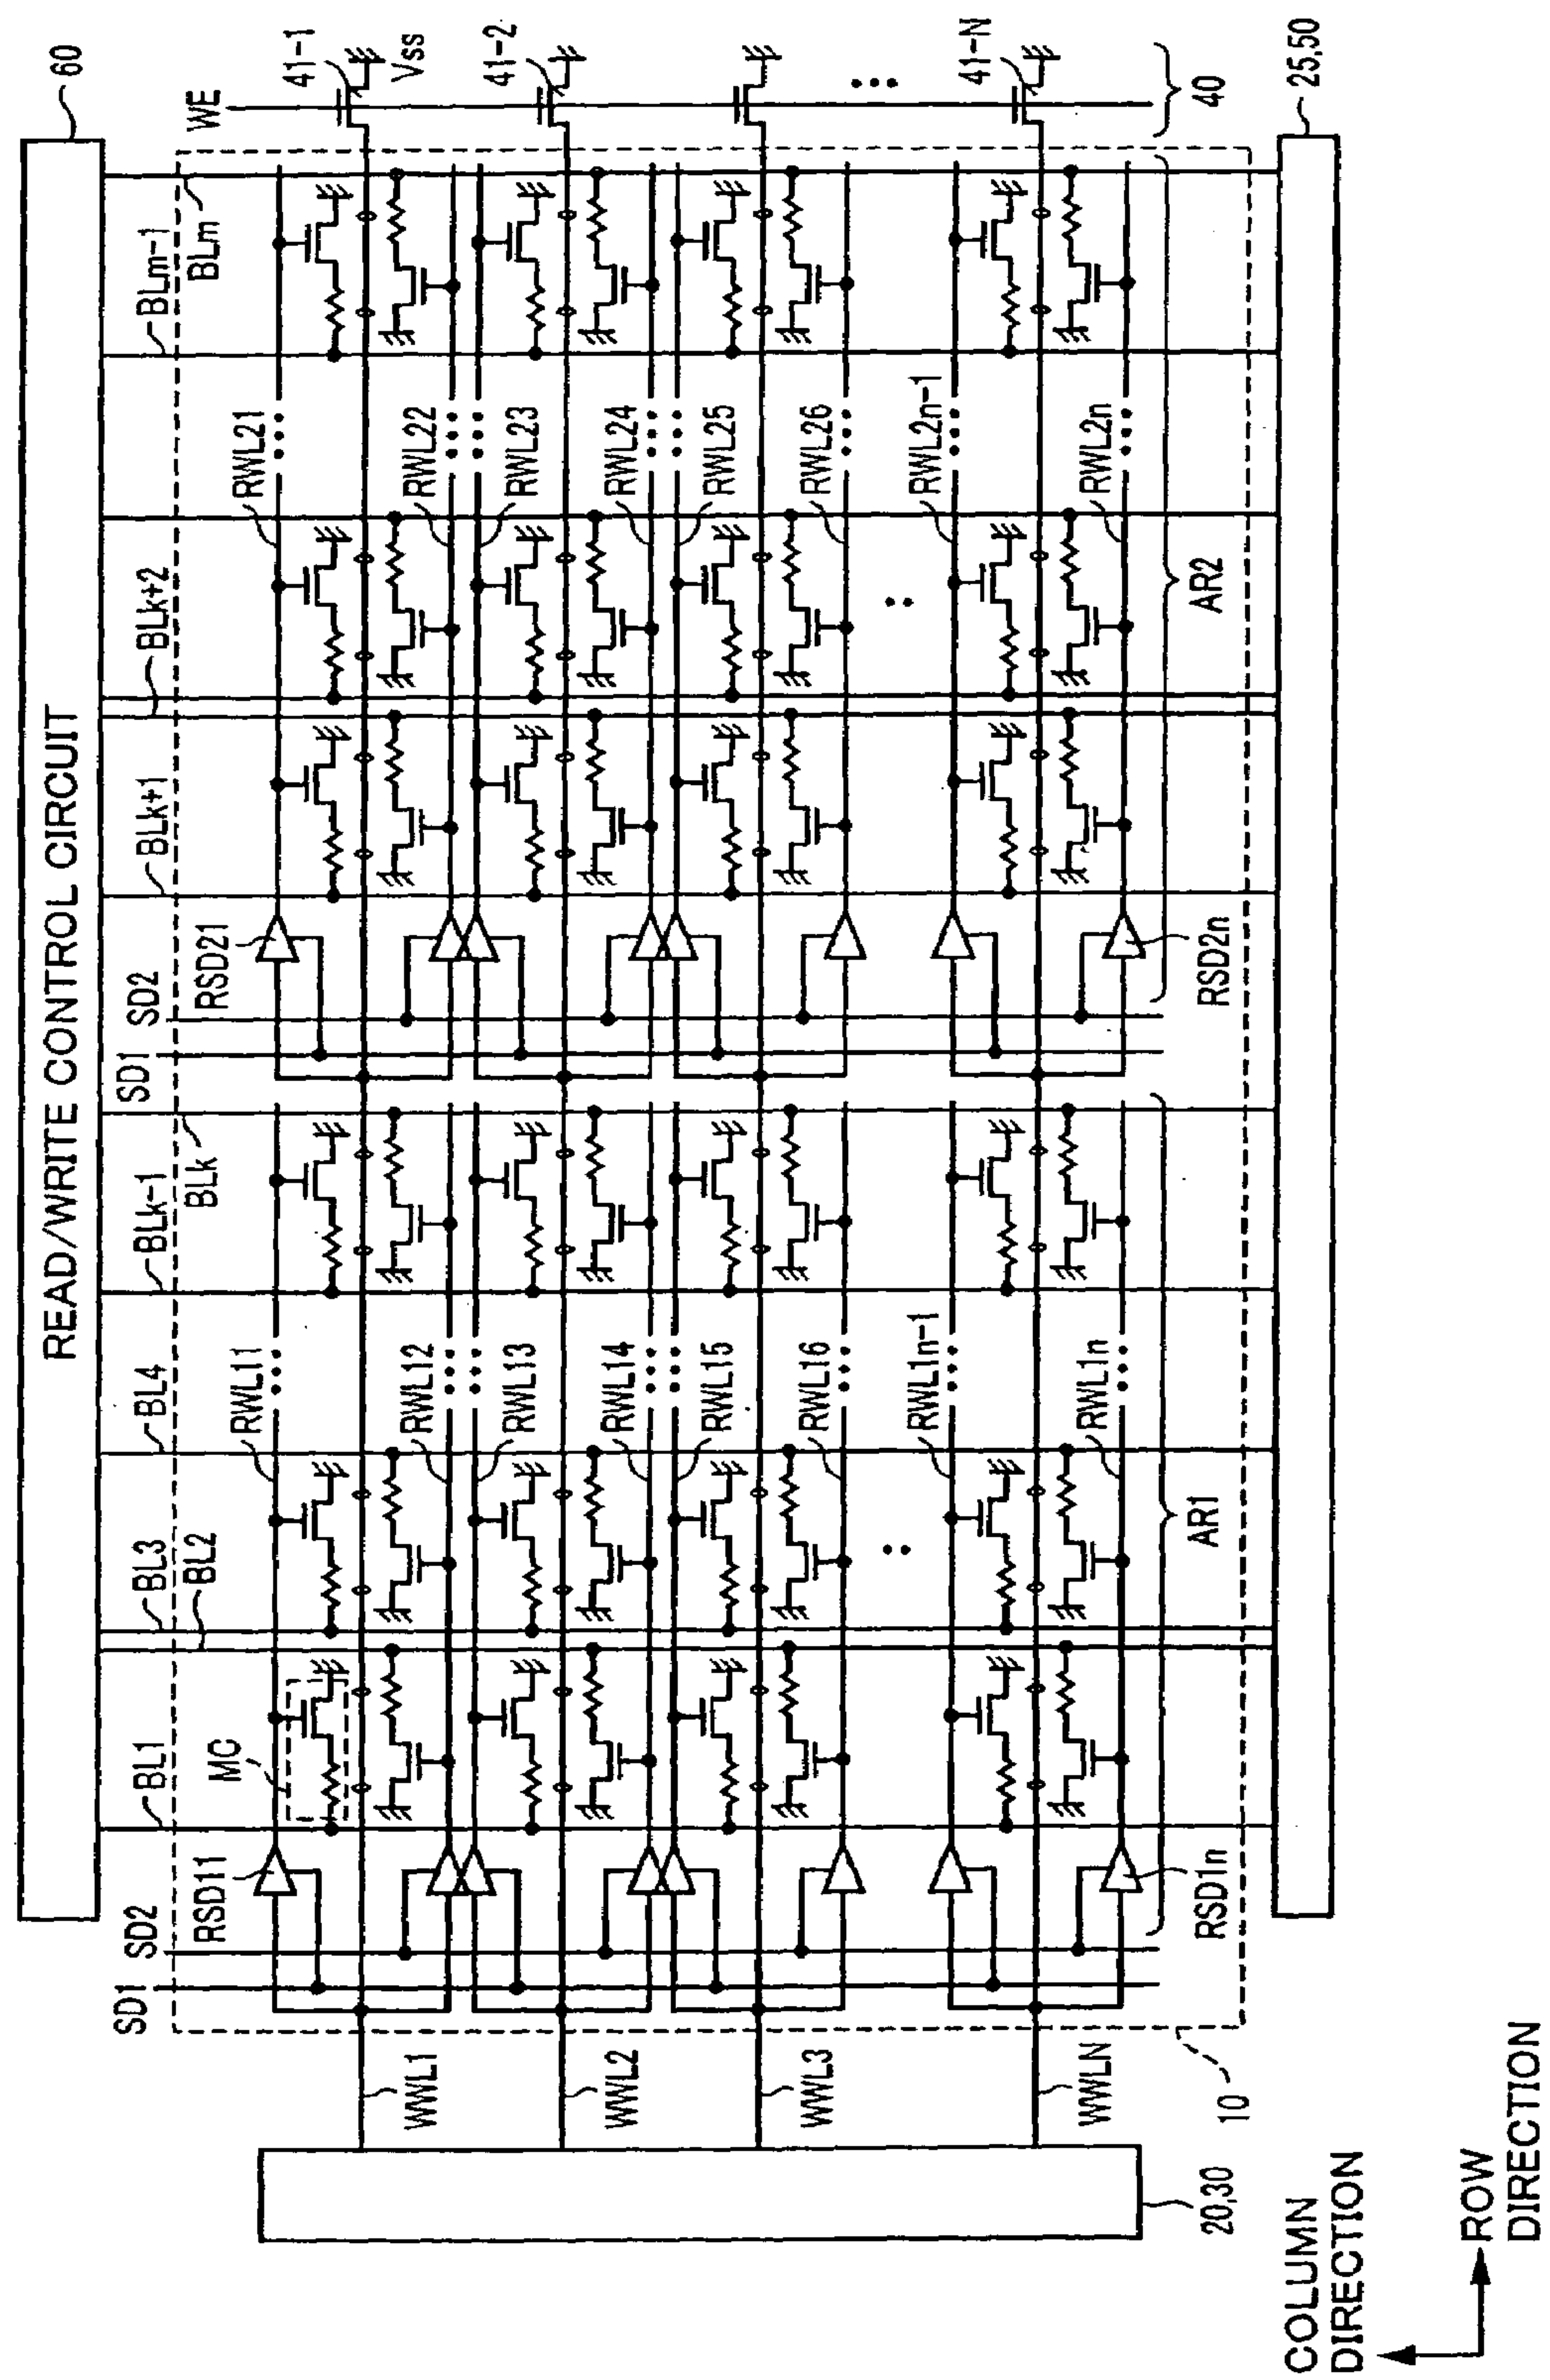 READ/WRITE CONTROL CIRCUIT
60
SD1
SD2
BL1
BL2
BL3
BL4
BLk-1
BLk
SD1
SD2
BLk+1
BLk+2
BLm-1
BLm
WE
RSD11
MC
RWL11
RSD21
RWL21
41-1
Vss
WWL1
RWL12
RWL22
RWL13
RWL23
41-2
WWL2
RWL14
RWL24
RWL15
RWL25
WWL3
RWL16
RWL26
RWL1n-1
RWL2n-1
41-N
WWLN
RWL1n
RWL2n
RSD1n
AR1
RSD2n
AR2
40
20,30
10
25,50
COLUMN
DIRECTION
ROW
DIRECTION